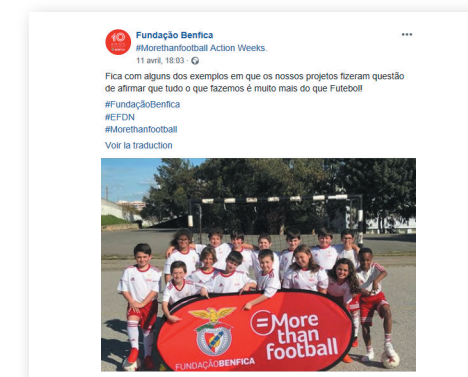 Fundação Benfica
#Morethanfootball Action Weeks.
11 avril, 18:03 ·
Fica com alguns dos exemplos em que os nossos projetos fizeram questão
de afirmar que tudo o que fazemos é muito mais do que Futebol!
#FundaçãoBenfica
#EFDN
#Morethanfootball
Voir la traduction
=More
than
football
FUNDAÇÃOBENFICA